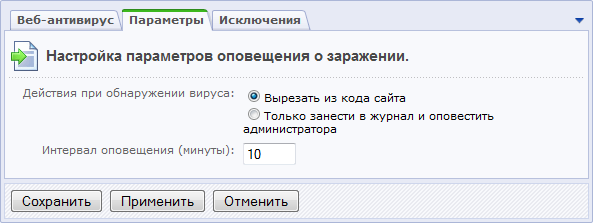 Веб-антивирус Параметры Исключения
Настройка параметров оповещения о заражении.
Действия при обнаружении вируса: Вырезать из кода сайта
Только занести в журнал и оповестить
администратора
Интервал оповещения (минуты): 10
Сохранить Применить Отменить